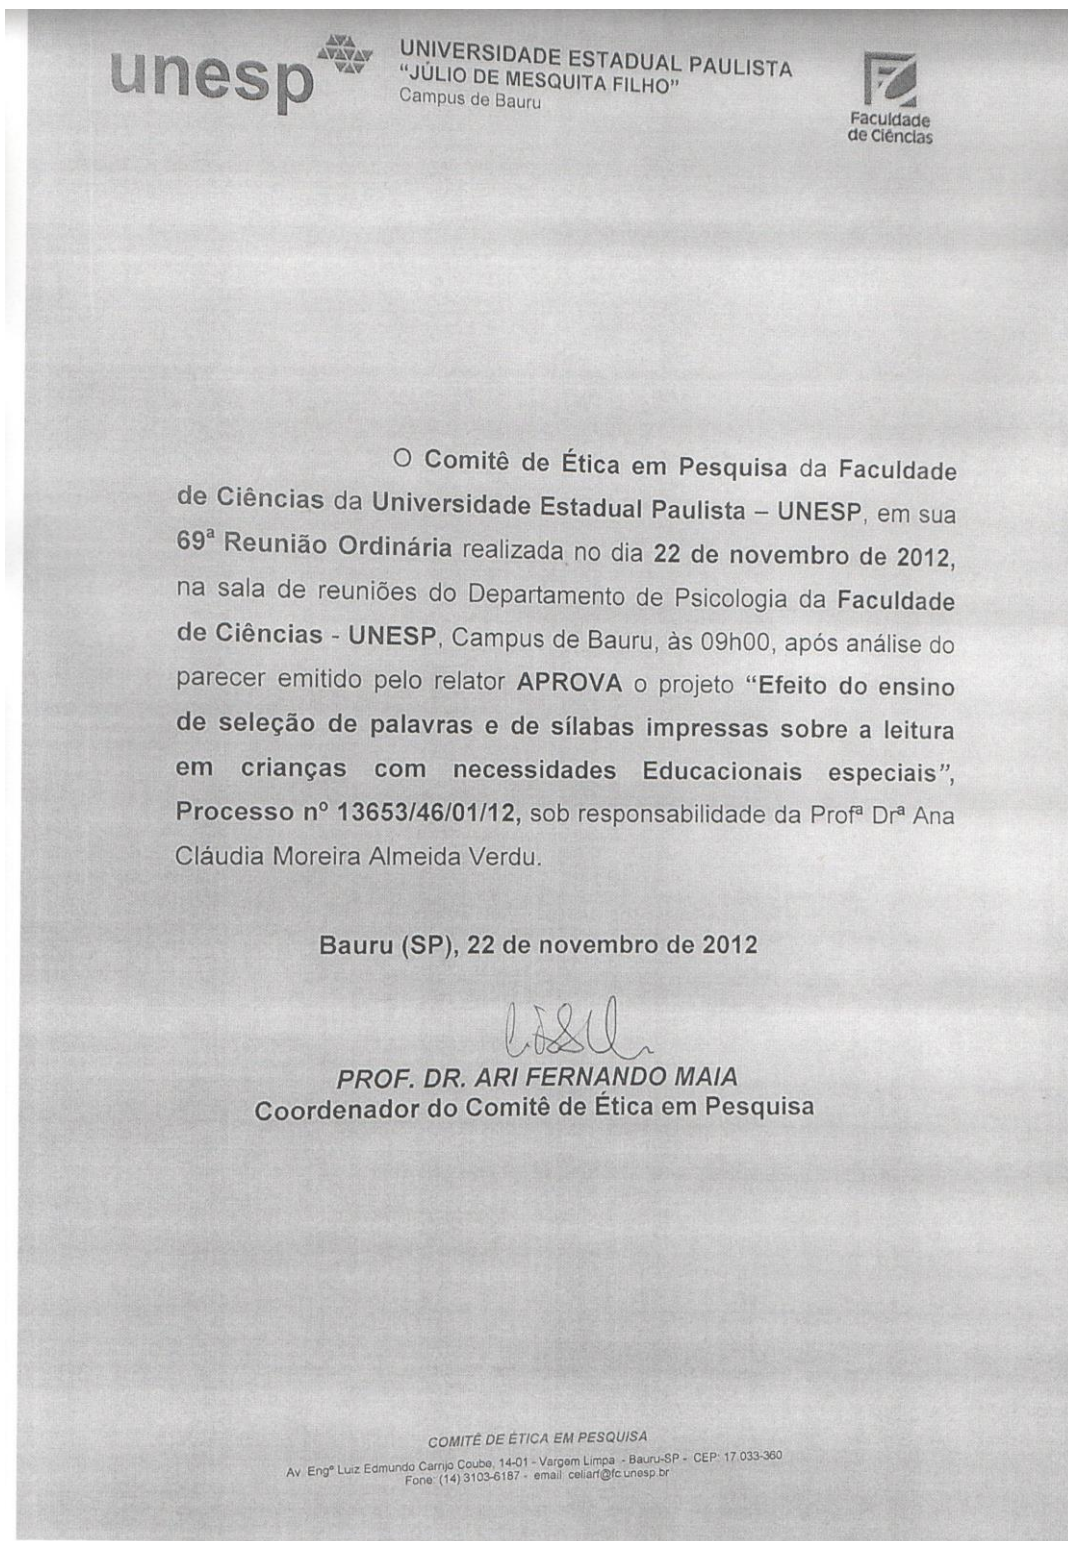 unesp
UNIVERSIDADE ESTADUAL PAULISTA
“JÚLIO DE MESQUITA FILHO”
Campus de Bauru
Faculdade
de Ciências
O Comitê de Ética em Pesquisa da Faculdade
de Ciências da Universidade Estadual Paulista – UNESP, em sua
69ª Reunião Ordinária realizada no dia 22 de novembro de 2012,
na sala de reuniões do Departamento de Psicologia da Faculdade
de Ciências - UNESP, Campus de Bauru, às 09h00, após análise do
parecer emitido pelo relator APROVA o projeto “Efeito do ensino
de seleção de palavras e de sílabas impressas sobre a leitura
em crianças com necessidades Educacionais especiais”,
Processo nº 13653/46/01/12, sob responsabilidade da Profª Drª Ana
Cláudia Moreira Almeida Verdu.
Bauru (SP), 22 de novembro de 2012
PROF. DR. ARI FERNANDO MAIA
Coordenador do Comitê de Ética em Pesquisa
COMITÊ DE ÉTICA EM PESQUISA
Av. Engº Luiz Edmundo Carrijo Coube, 14-01 - Vargem Limpa - Bauru-SP - CEP: 17.033-360
Fone: (14) 3103-6187 - email celiarf@fc.unesp.br